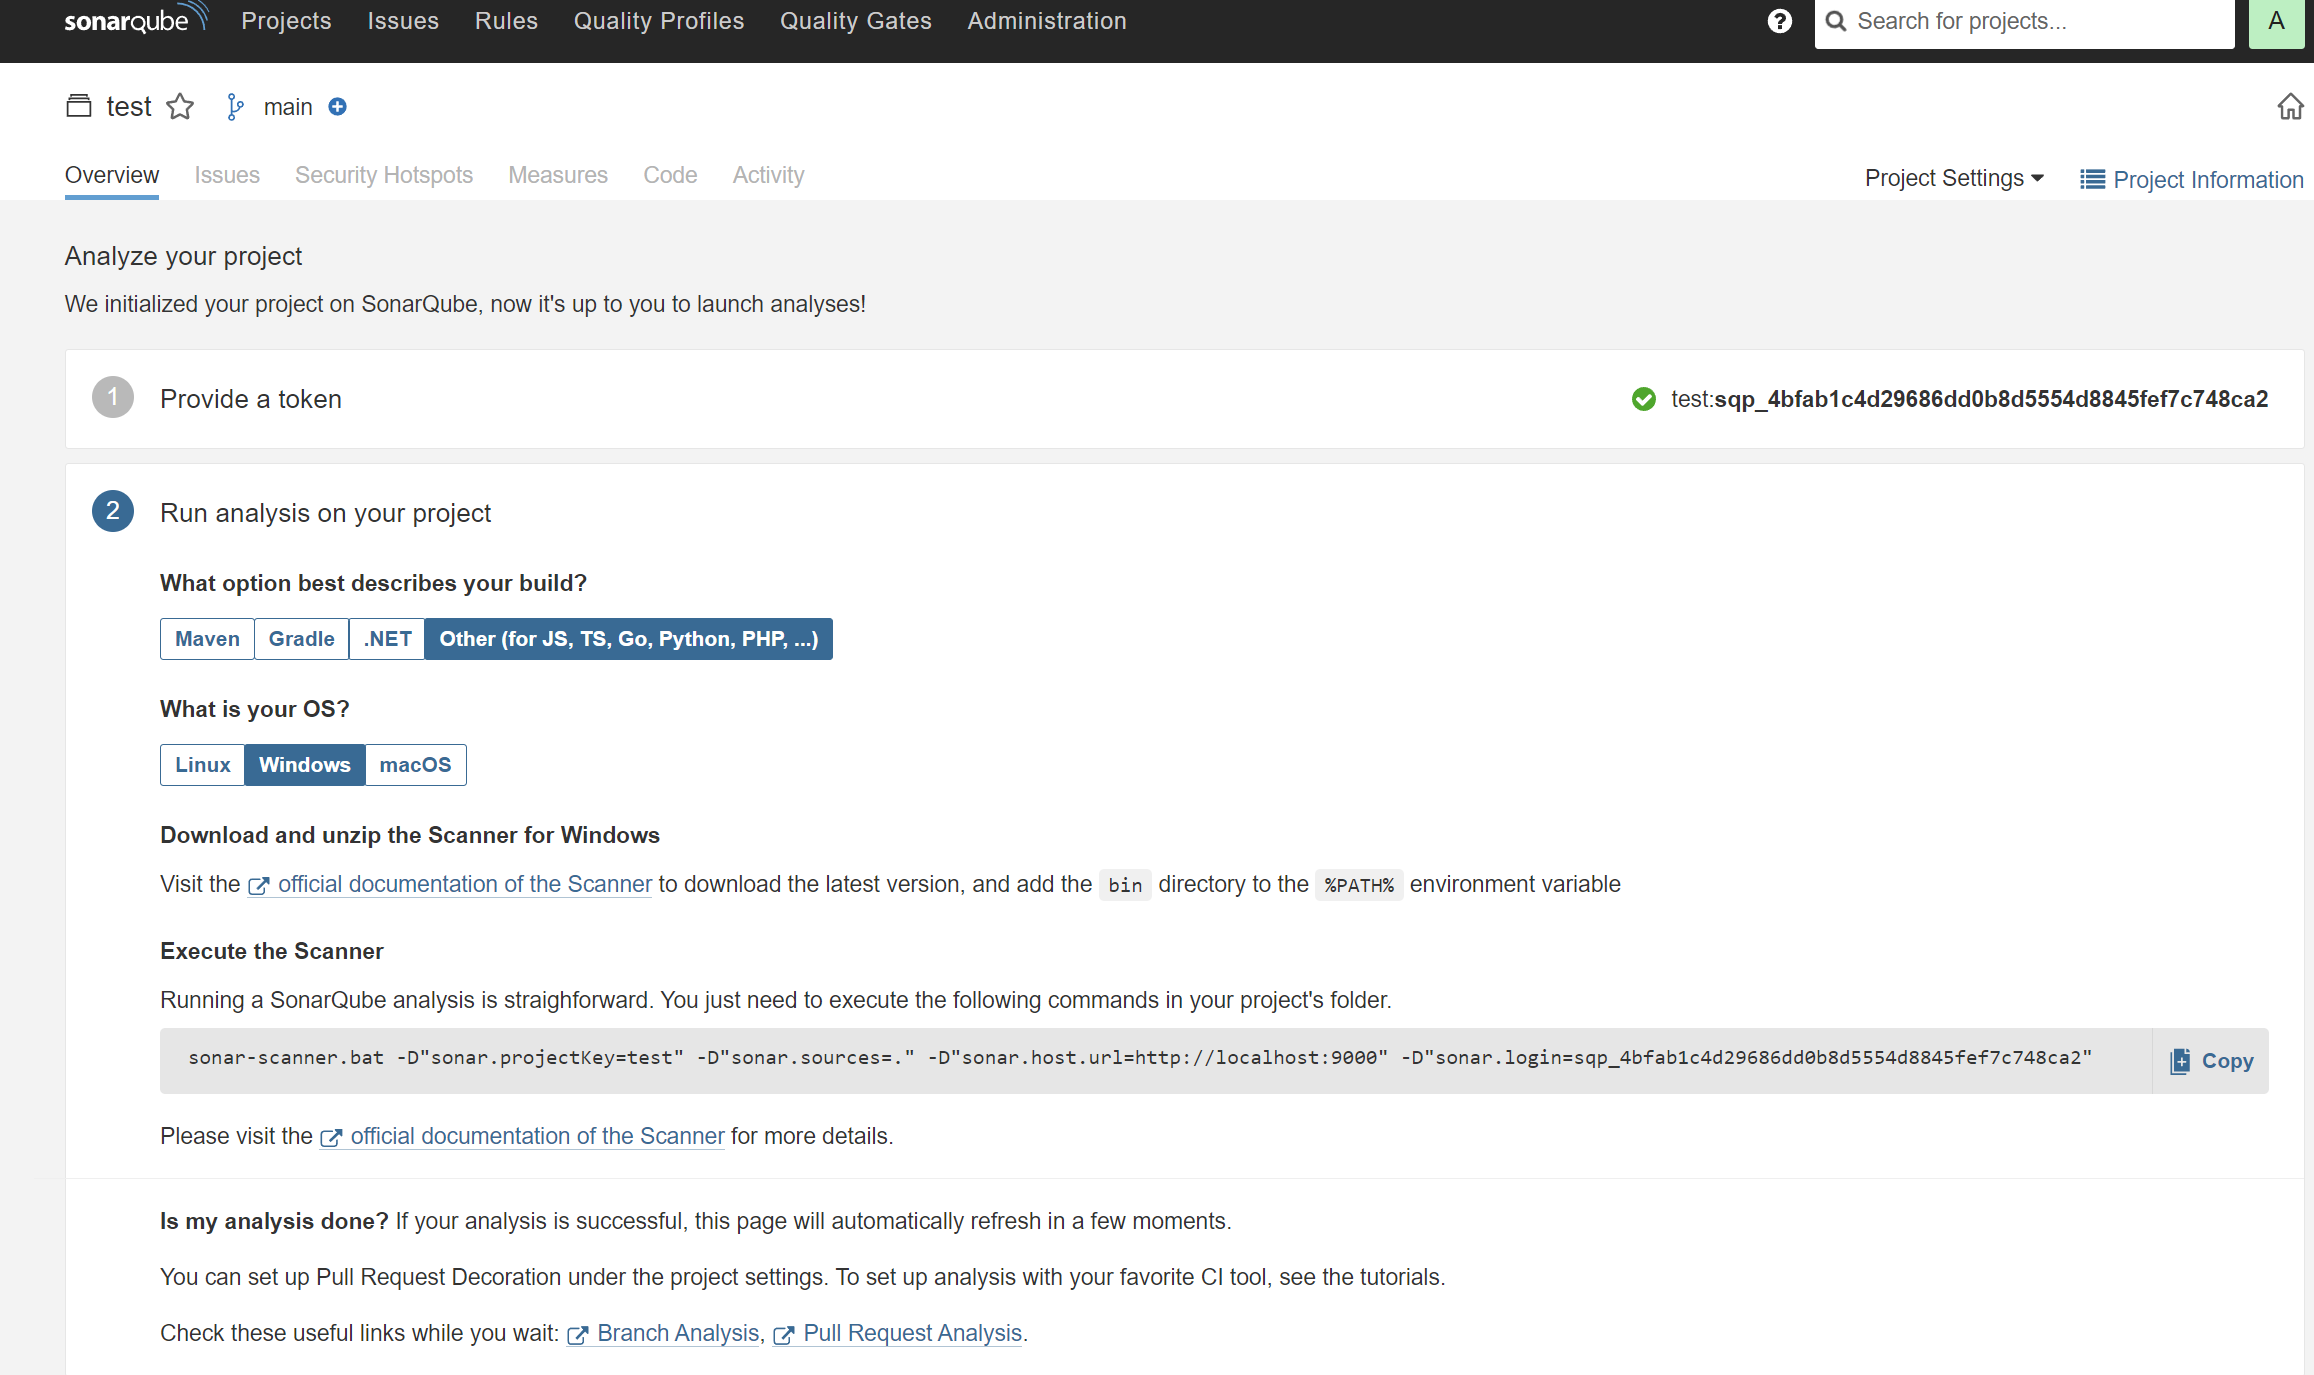 sonarqube Projects Issues Rules Quality Profiles Quality Gates Administration ? Search for projects... A
test main
Overview Issues Security Hotspots Measures Code Activity Project Settings Project Information
Analyze your project
We initialized your project on SonarQube, now it's up to you to launch analyses!
1 Provide a token test:sqp_4bfab1c4d29686dd0b8d5554d8845fef7c748ca2
2 Run analysis on your project
What option best describes your build?
Maven Gradle .NET Other (for JS, TS, Go, Python, PHP, ...)
What is your OS?
Linux Windows macOS
Download and unzip the Scanner for Windows
Visit the official documentation of the Scanner to download the latest version, and add the bin directory to the %PATH% environment variable
Execute the Scanner
Running a SonarQube analysis is straighforward. You just need to execute the following commands in your project's folder.
sonar-scanner.bat -D"sonar.projectKey=test" -D"sonar.sources=." -D"sonar.host.url=http://localhost:9000" -D"sonar.login=sqp_4bfab1c4d29686dd0b8d5554d8845fef7c748ca2" Copy
Please visit the official documentation of the Scanner for more details.
Is my analysis done? If your analysis is successful, this page will automatically refresh in a few moments.
You can set up Pull Request Decoration under the project settings. To set up analysis with your favorite CI tool, see the tutorials.
Check these useful links while you wait: Branch Analysis, Pull Request Analysis.